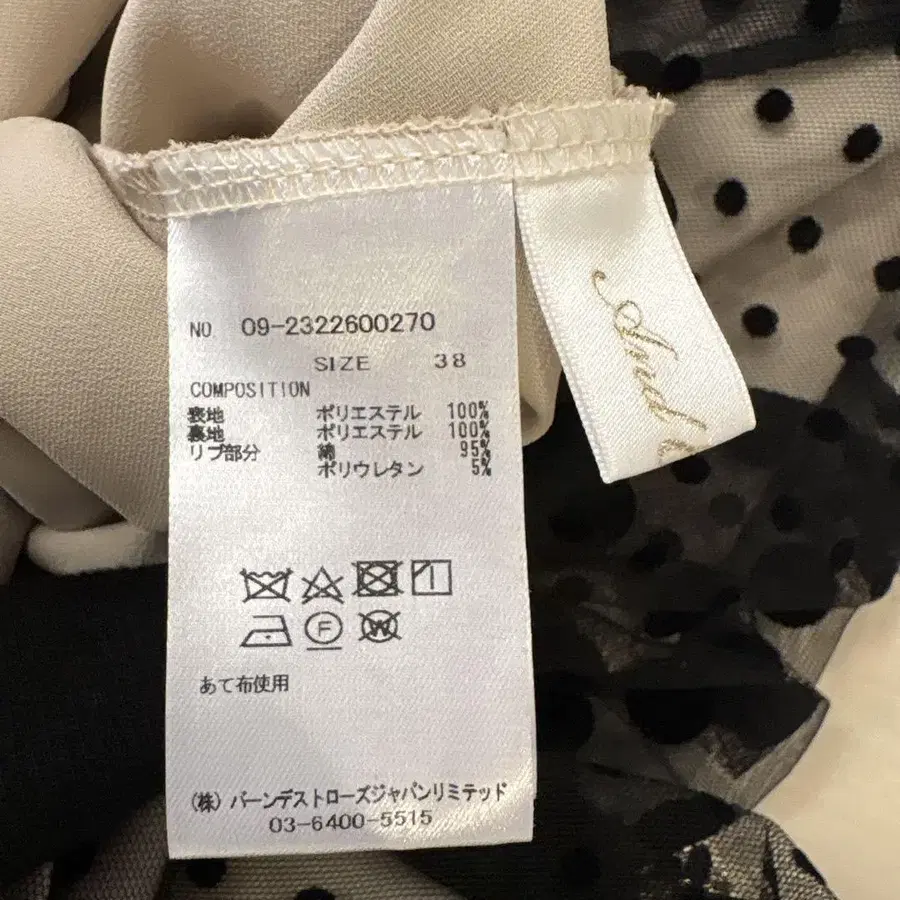 NO. 09-2322600270
SIZE 38
COMPOSITION
表地 ポリエステル 100%
裏地 ポリエステル 100%
リブ部分 綿 95%
ポリウレタン 5%
F
W
あて布使用
(株) バーンデストローズジャパンリミテッド
03-6400-5515